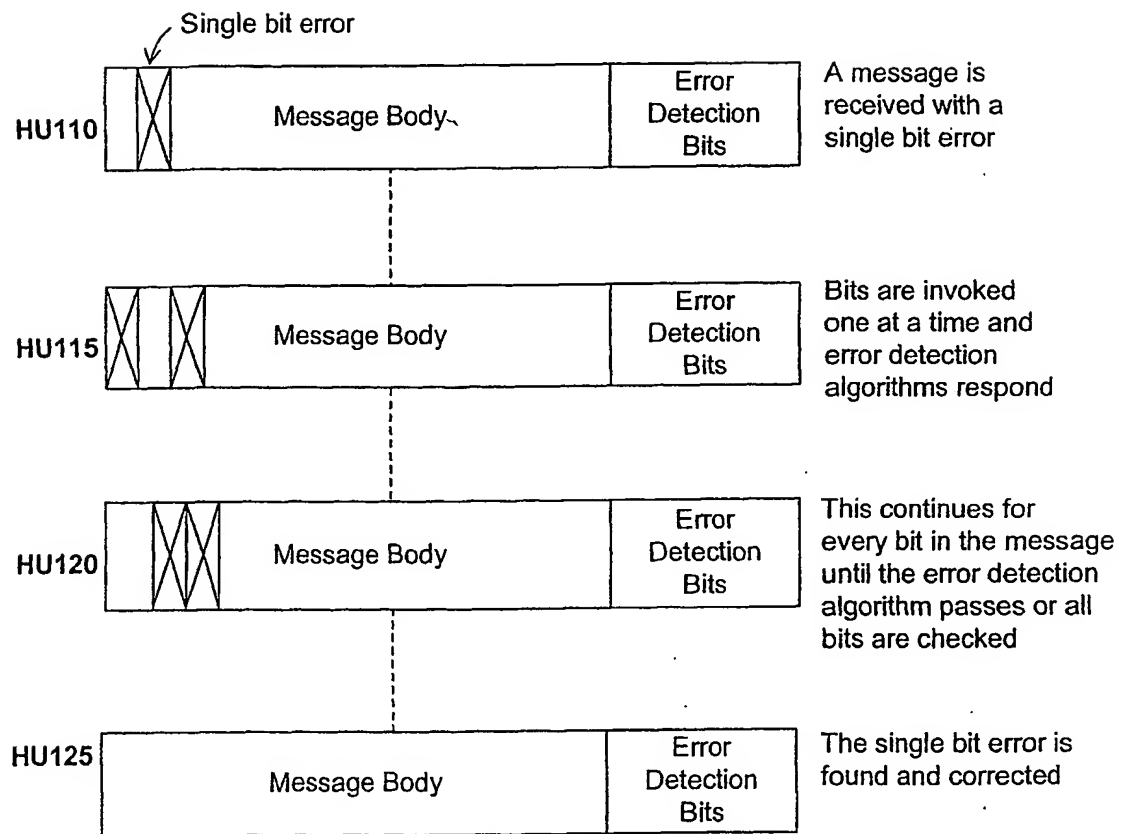 Single bit error
HU110
Message Body
Error
Detection
Bits
A message is
received with a
single bit error
HU115
Message Body
Error
Detection
Bits
Bits are invoked
one at a time and
error detection
algorithms respond
HU120
Message Body
Error
Detection
Bits
This continues for
every bit in the message
until the error detection
algorithm passes or all
bits are checked
HU125
Message Body
Error
Detection
Bits
The single bit error is
found and corrected